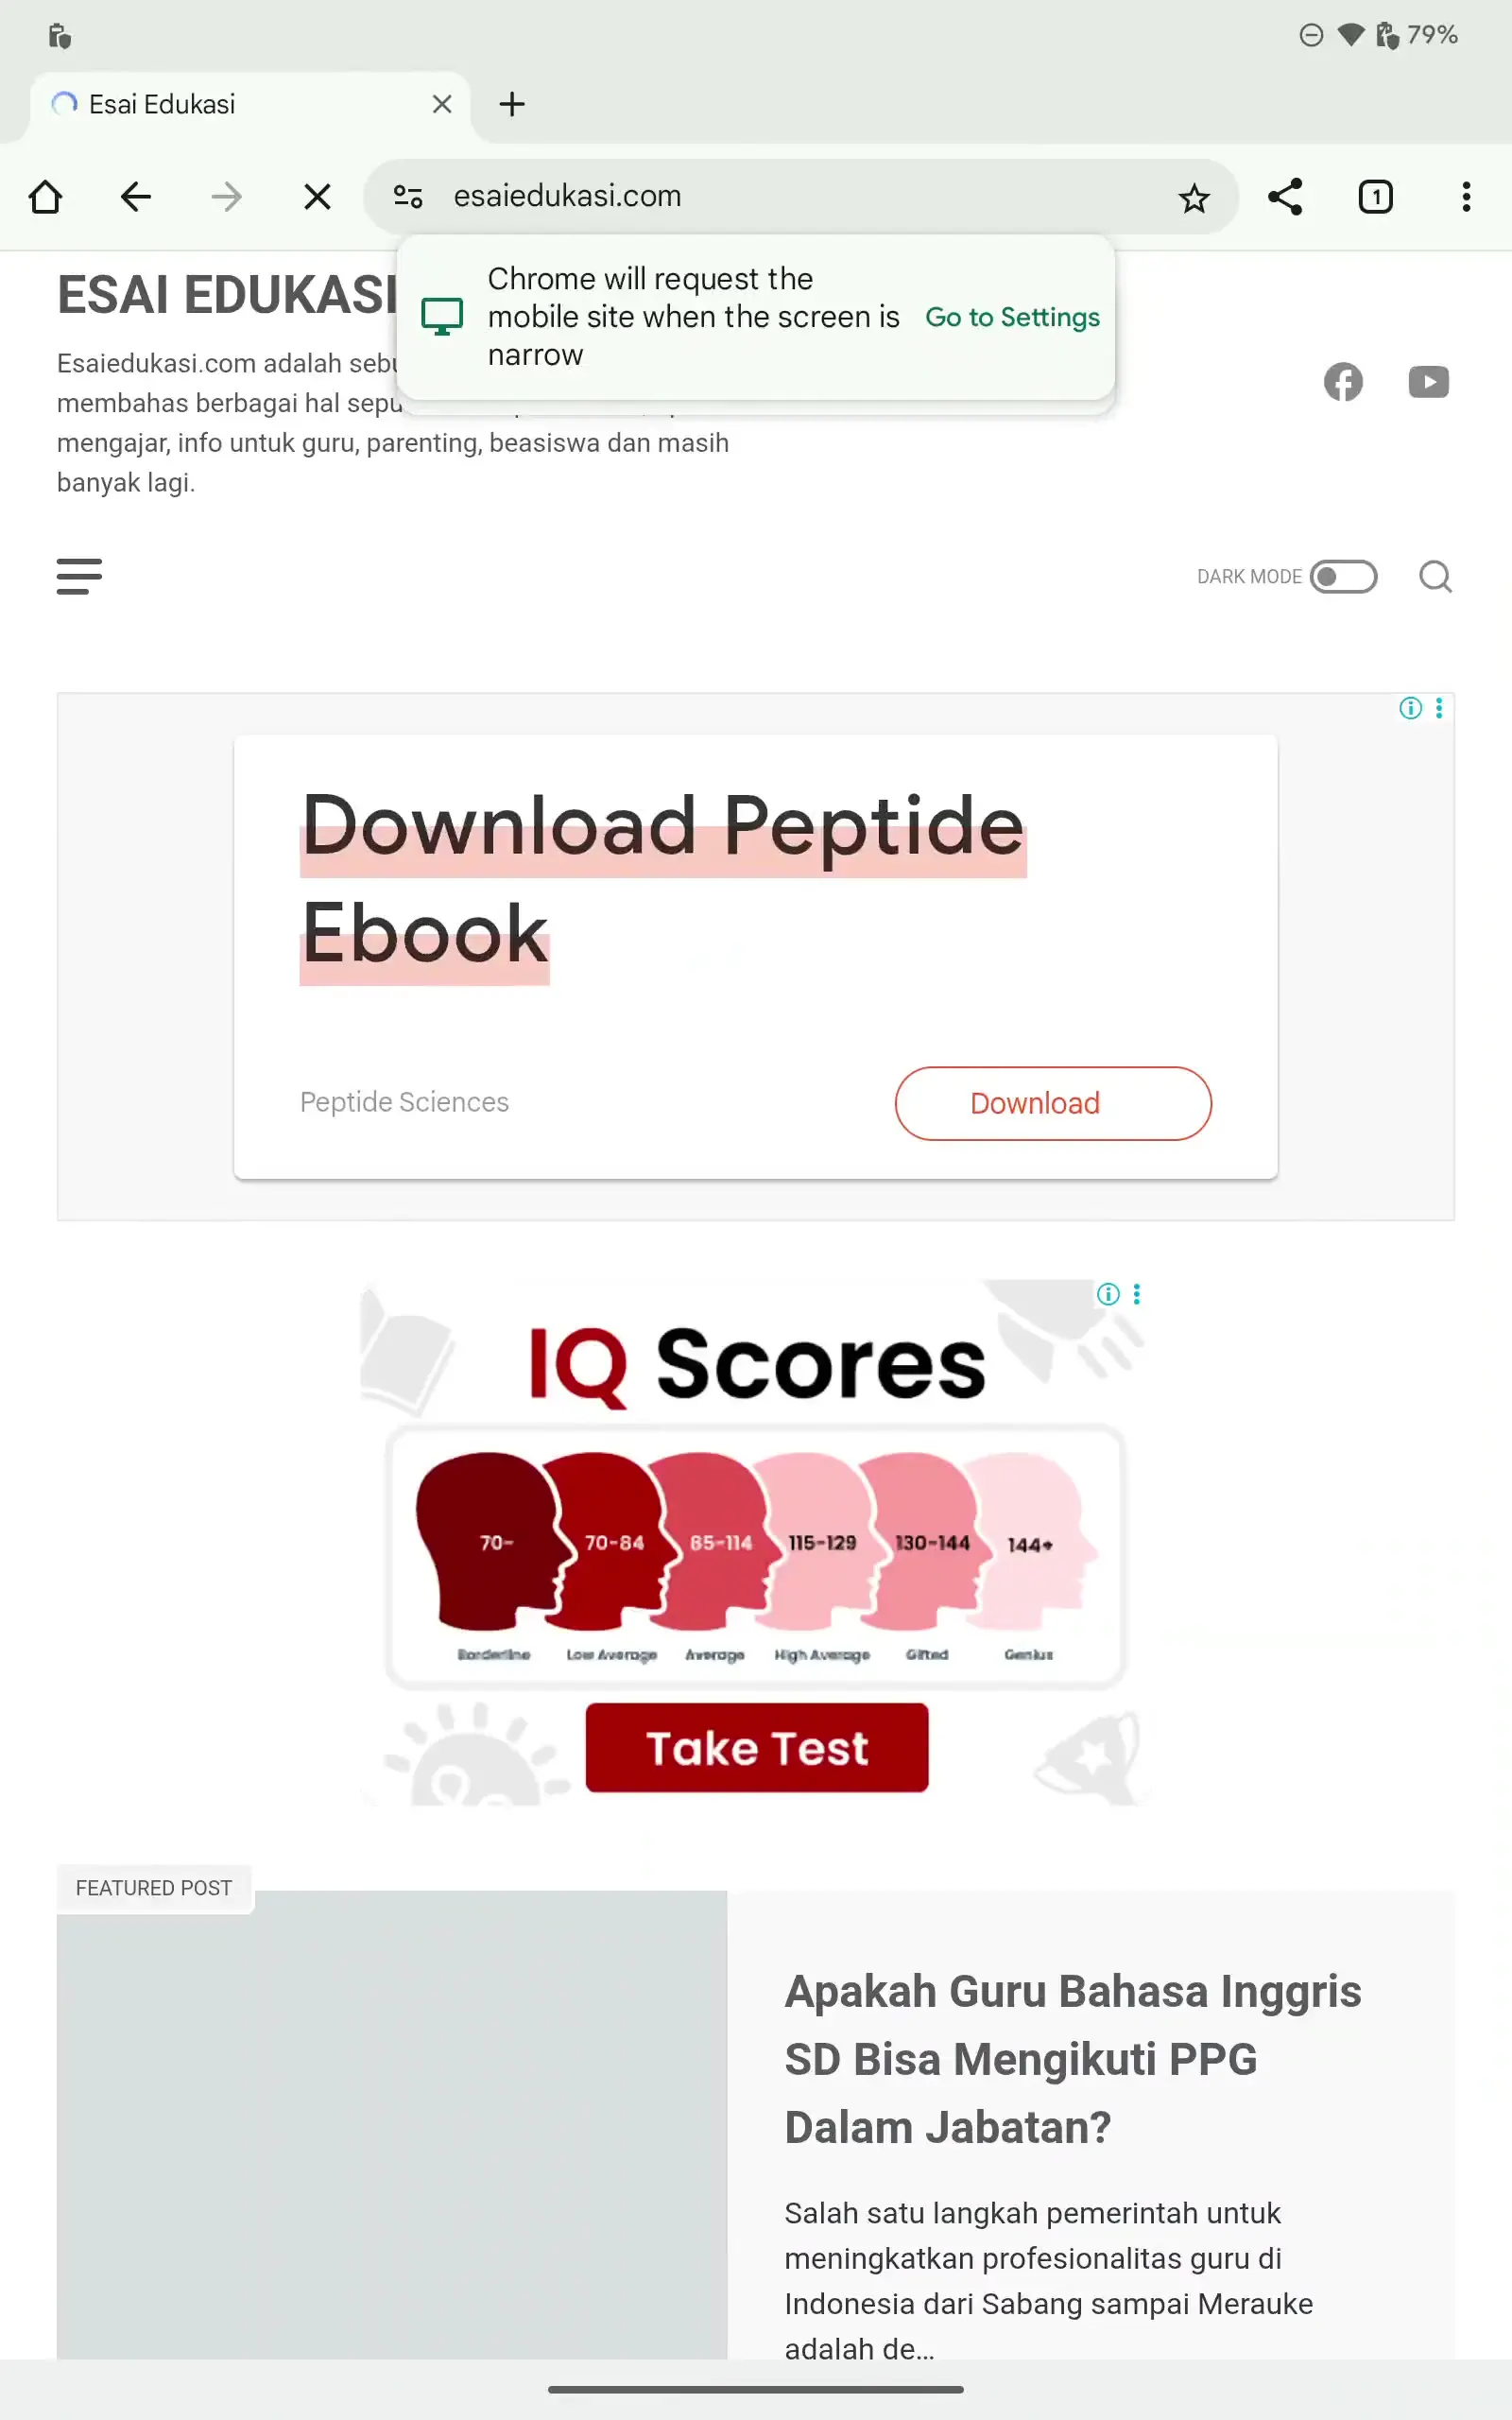 79%
Esai Edukasi
esaiedukasi.com
1
Chrome will request the
mobile site when the screen is
narrow
Go to Settings
ESAI EDUKASI
Esaiedukasi.com adalah
membahas berbagai hal
mengajar, info untuk guru, parenting, beasiswa dan masih
banyak lagi.
DARK MODE
Download Peptide
Ebook
Peptide Sciences
Download
IQ Scores
70-
70-84
85-114
115-129
130-144
144+
Borderline
Low Average
Average
High Average
Gifted
Genius
Take Test
FEATURED POST
Apakah Guru Bahasa Inggris
SD Bisa Mengikuti PPG
Dalam Jabatan?
Salah satu langkah pemerintah untuk
meningkatkan profesionalitas guru di
Indonesia dari Sabang sampai Merauke
adalah de...